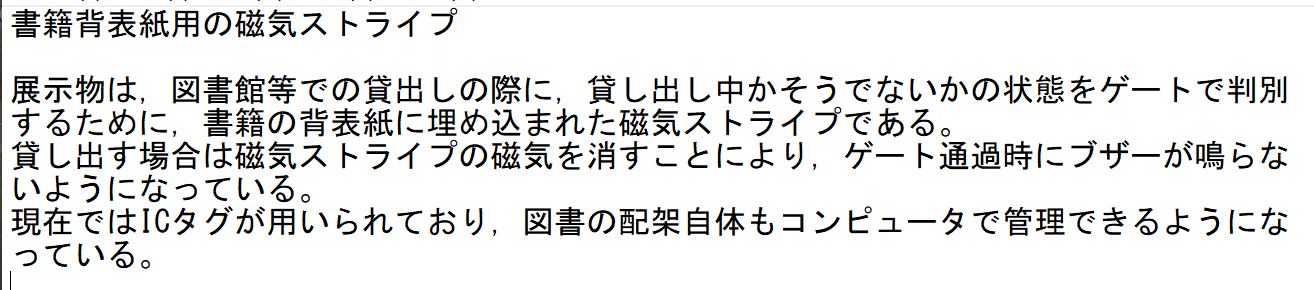 書籍背表紙用の磁気ストライプ
展示物は，図書館等での貸出しの際に，貸し出し中かそうでないかの状態をゲートで判別
するために，書籍の背表紙に埋め込まれた磁気ストライプである。
貸し出す場合は磁気ストライプの磁気を消すことにより，ゲート通過時にブザーが鳴らな
いようになっている。
現在ではICタグが用いられており，図書の配架自体もコンピュータで管理できるようにな
っている。